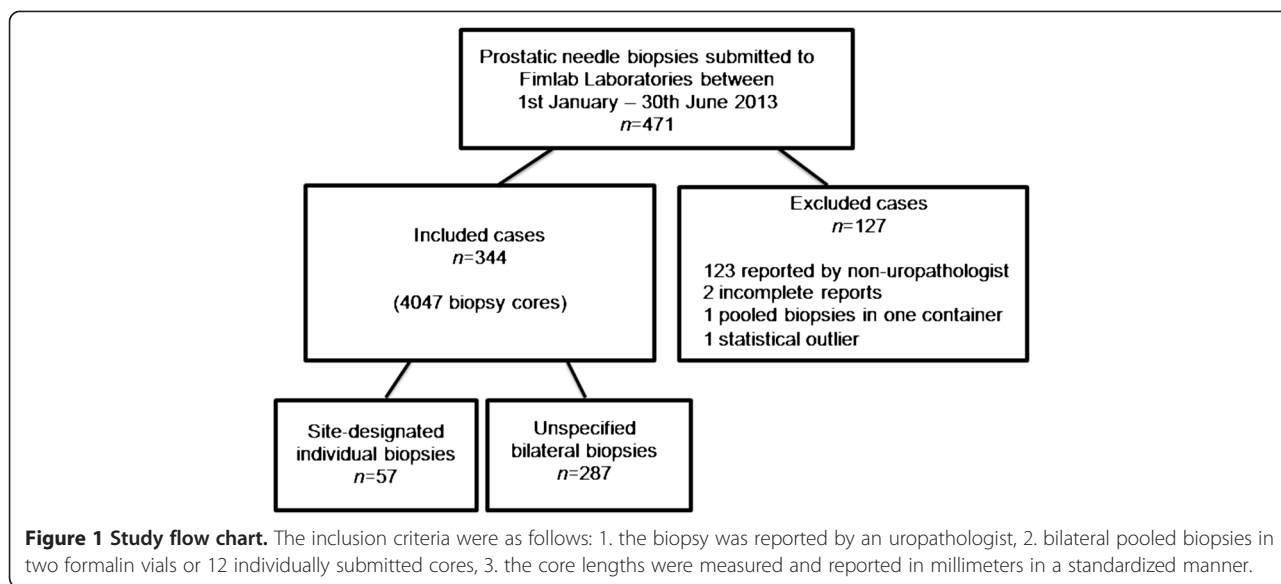 Prostatic needle biopsies submitted to
Fimlab Laboratories between
1st January – 30th June 2013
n=471
Included cases
n=344
(4047 biopsy cores)
Excluded cases
n=127
123 reported by non-uropathologist
2 incomplete reports
1 pooled biopsies in one container
1 statistical outlier
Site-designated
individual biopsies
n=57
Unspecified
bilateral biopsies
n=287
Figure 1 Study flow chart. The inclusion criteria were as follows: 1. the biopsy was reported by an uropathologist, 2. bilateral pooled biopsies in
two formalin vials or 12 individually submitted cores, 3. the core lengths were measured and reported in millimeters in a standardized manner.